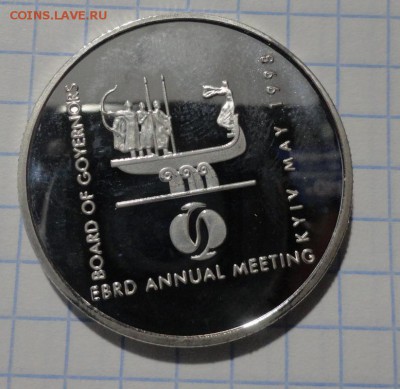 COINS.LAVE.RU
BOARD OF GOVERNORS
EBRD ANNUAL MEETING
KYIV MAY 1998